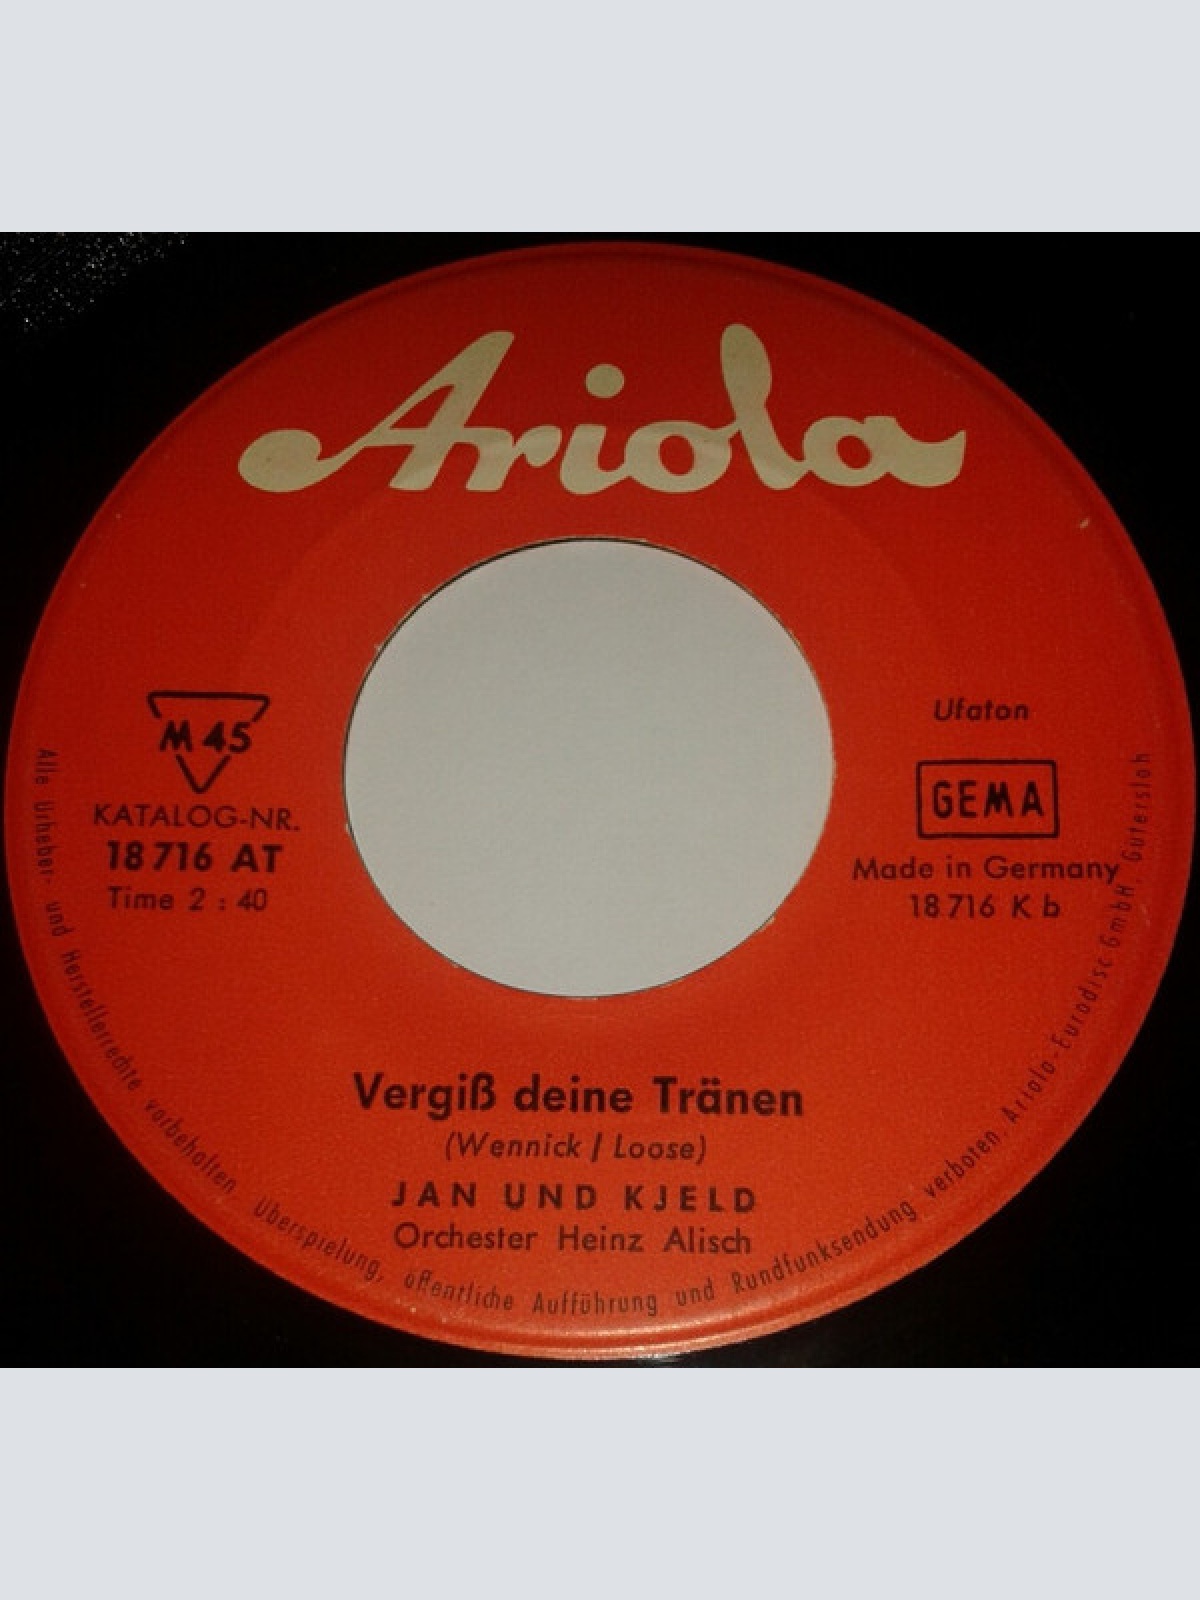 Ariola
M 45
KATALOG-NR.
18 716 AT
Time 2 : 40
Ufaton
GEMA
Made in Germany
18 716 K b
Vergiß deine Tränen
(Wennick / Loose)
JAN UND KJELD
Orchester Heinz Alisch
Alle Urheber- und Herstellerrechte vorbehalten Überspielung, öffentliche Aufführung und Rundfunksendung verboten. Ariola-Eurodisc GmbH, Gütersloh